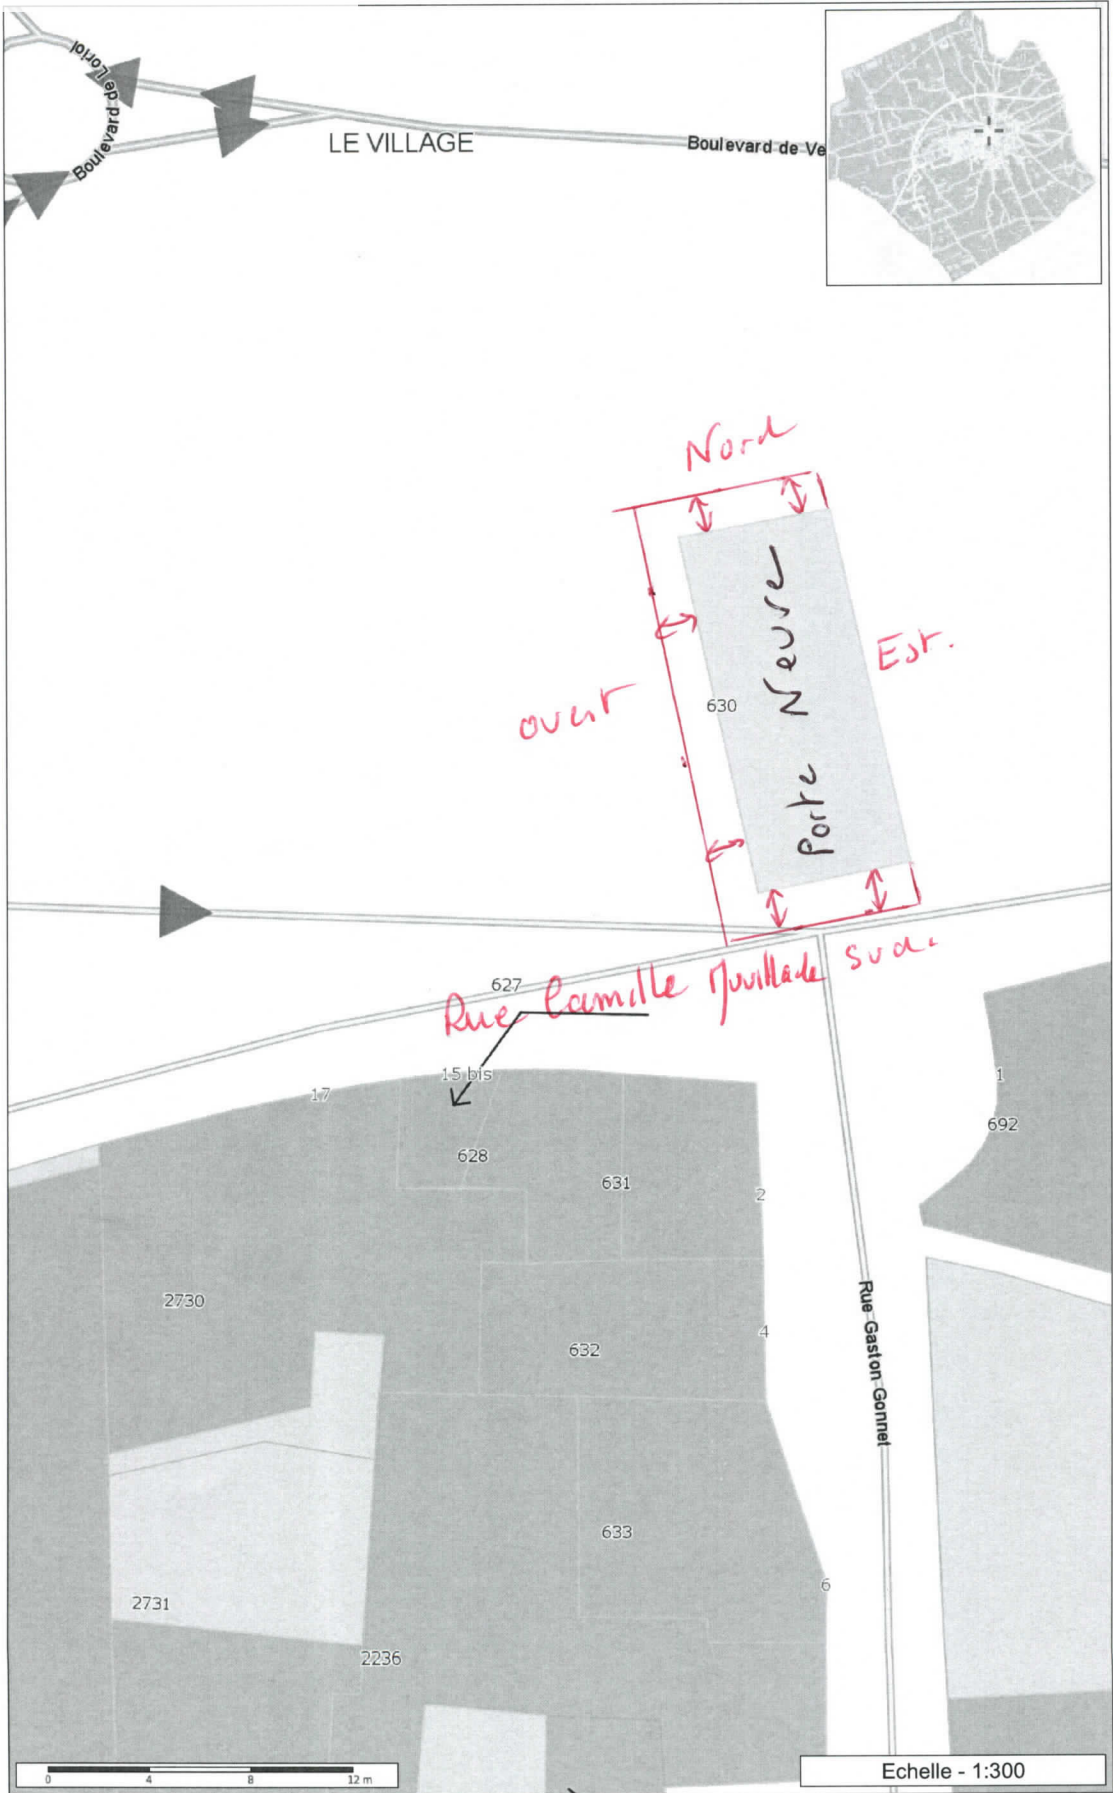 Boulevard de Loriol
LE VILLAGE
Boulevard de Ve
Nord
Porte Neuve
Est.
ouest
630
Sud.
627
Rue Camille
15 bis
17
1
692
628
631
2
2730
4
632
Rue Gaston Gonnet
633
6
2731
2236
0 4 8 12 m
Echelle - 1:300